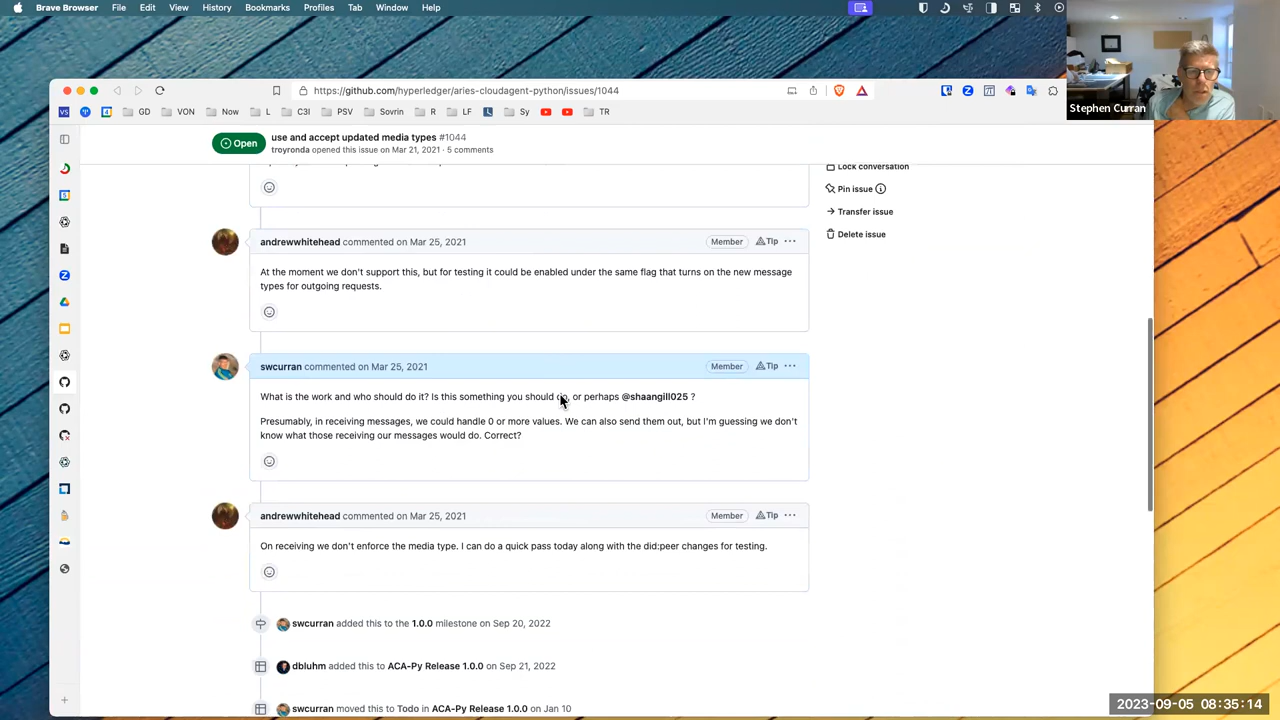 Brave Browser File Edit View History Bookmarks Profiles Tab Window Help
https://github.com/hyperledger/aries-cloudagent-python/issues/1044
GD VON Now L C3I PSV Sovrin R LF Sy TR
Stephen Curran
Open
use and accept updated media types #1044
troyronda opened this issue on Mar 21, 2021 · 5 comments
Lock conversation
Pin issue
Transfer issue
Delete issue
andrewwhitehead commented on Mar 25, 2021 Member Tip ...
At the moment we don't support this, but for testing it could be enabled under the same flag that turns on the new message
types for outgoing requests.
swcurran commented on Mar 25, 2021 Member Tip ...
What is the work and who should do it? Is this something you should do, or perhaps @shaangill025 ?
Presumably, in receiving messages, we could handle 0 or more values. We can also send them out, but I'm guessing we don't
know what those receiving our messages would do. Correct?
andrewwhitehead commented on Mar 25, 2021 Member Tip ...
On receiving we don't enforce the media type. I can do a quick pass today along with the did:peer changes for testing.
swcurran added this to the 1.0.0 milestone on Sep 20, 2022
dbluhm added this to ACA-Py Release 1.0.0 on Sep 21, 2022
swcurran moved this to Todo in ACA-Py Release 1.0.0 on Jan 10
2023-09-05 08:35:14